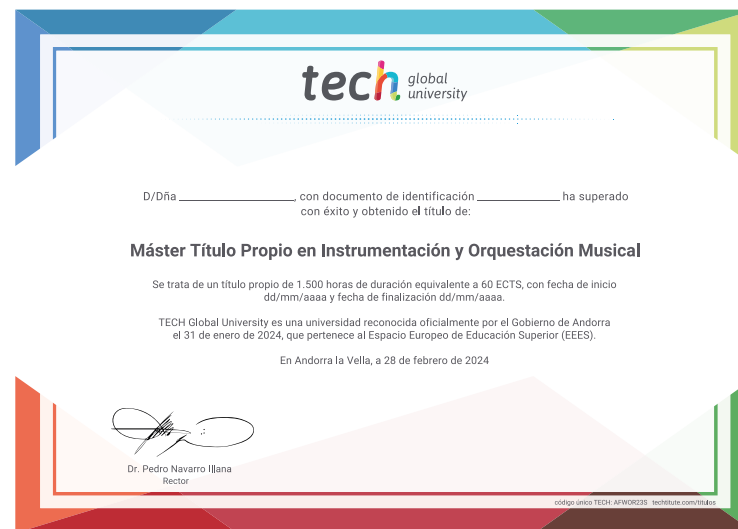 tech global
university
D/Dña ____________________, con documento de identificación ______________ ha superado
con éxito y obtenido el título de:
Máster Título Propio en Instrumentación y Orquestación Musical
Se trata de un título propio de 1.500 horas de duración equivalente a 60 ECTS, con fecha de inicio
dd/mm/aaaa y fecha de finalización dd/mm/aaaa.
TECH Global University es una universidad reconocida oficialmente por el Gobierno de Andorra
el 31 de enero de 2024, que pertenece al Espacio Europeo de Educación Superior (EEES).
En Andorra la Vella, a 28 de febrero de 2024
Dr. Pedro Navarro Illana
Rector
código único TECH: AFWOR23S techtitute.com/titulos